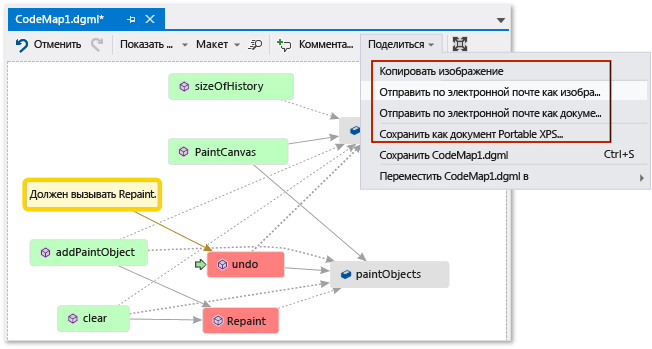 CodeMap1.dgml*
Отменить
Показать ...
Макет
Коммента...
Поделиться
Копировать изображение
Отправить по электронной почте как изобра...
Отправить по электронной почте как докуме...
Сохранить как документ Portable XPS...
Сохранить CodeMap1.dgml Ctrl+S
Переместить CodeMap1.dgml в
sizeOfHistory
PaintCanvas
Должен вызывать Repaint.
addPaintObject
undo
paintObjects
clear
Repaint